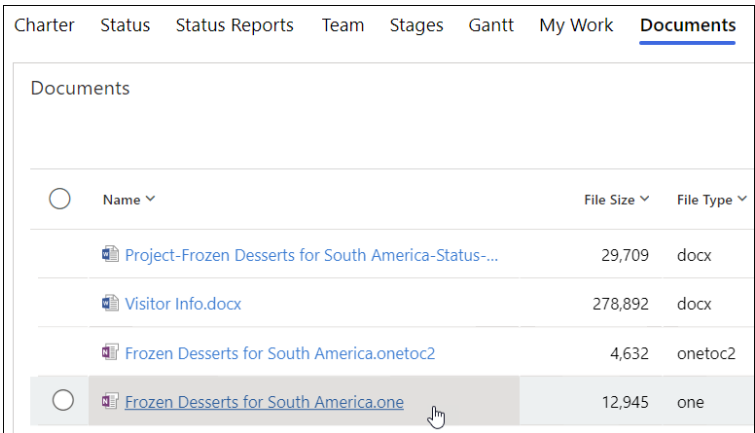 Charter Status Status Reports Team Stages Gantt My Work Documents
Documents
Name File Size File Type
Project-Frozen Desserts for South America-Status-... 29,709 docx
Visitor Info.docx 278,892 docx
Frozen Desserts for South America.onetoc2 4,632 onetoc2
Frozen Desserts for South America.one 12,945 one